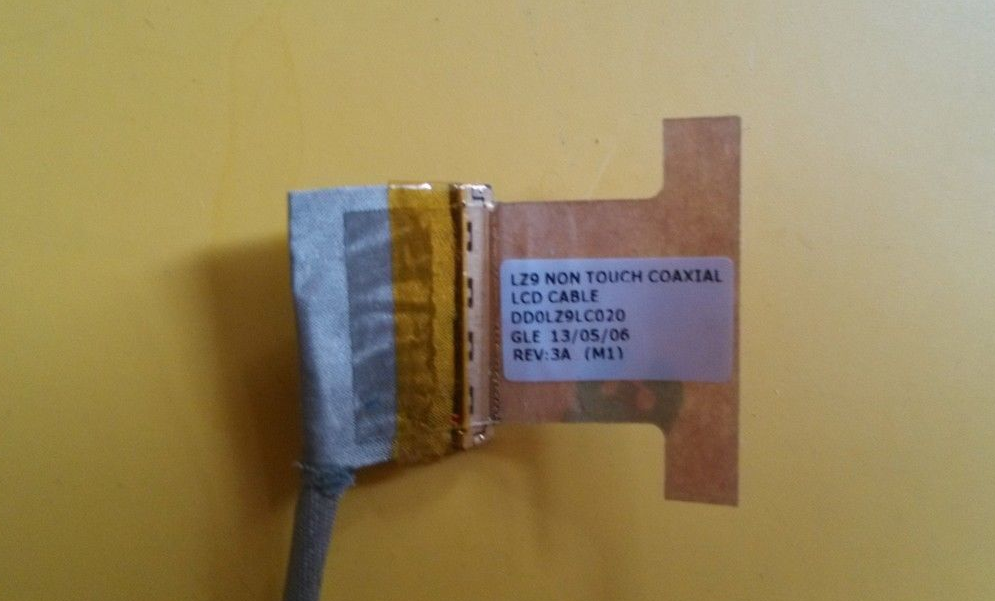 LZ9 NON TOUCH COAXIAL
LCD CABLE
DD0LZ9LC020
GLE 13/05/06
REV:3A (M1)